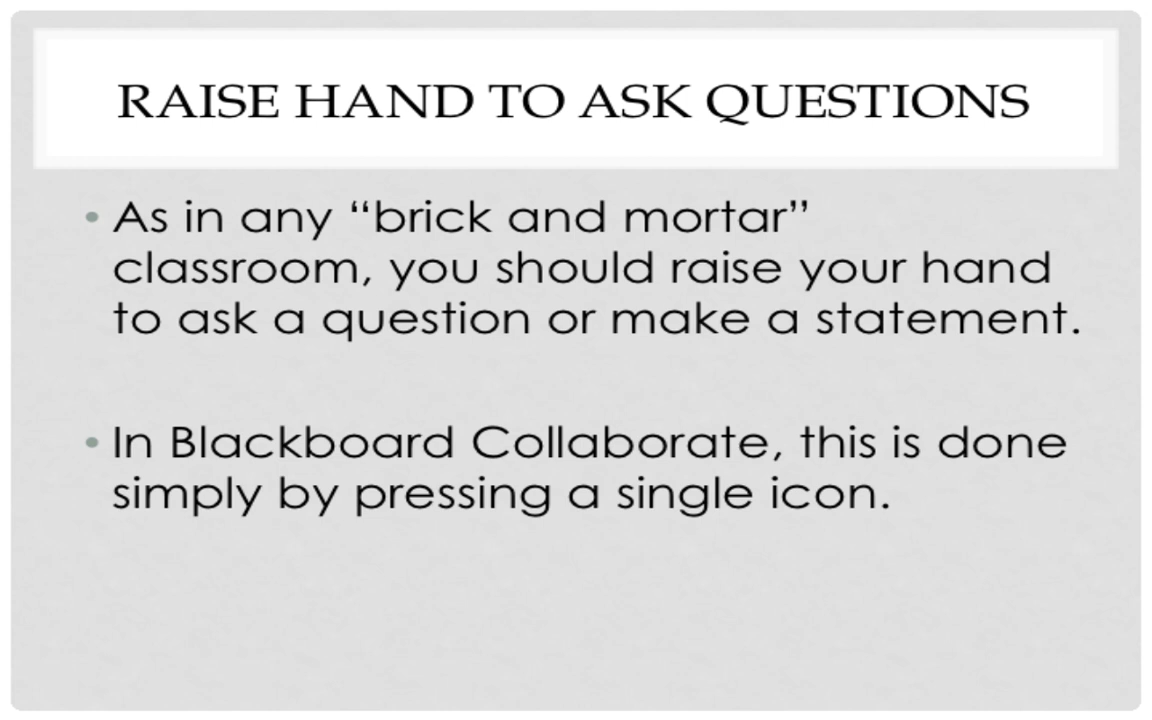 RAISE HAND TO ASK QUESTIONS
• As in any “brick and mortar”
classroom, you should raise your hand
to ask a question or make a statement.
• In Blackboard Collaborate, this is done
simply by pressing a single icon.